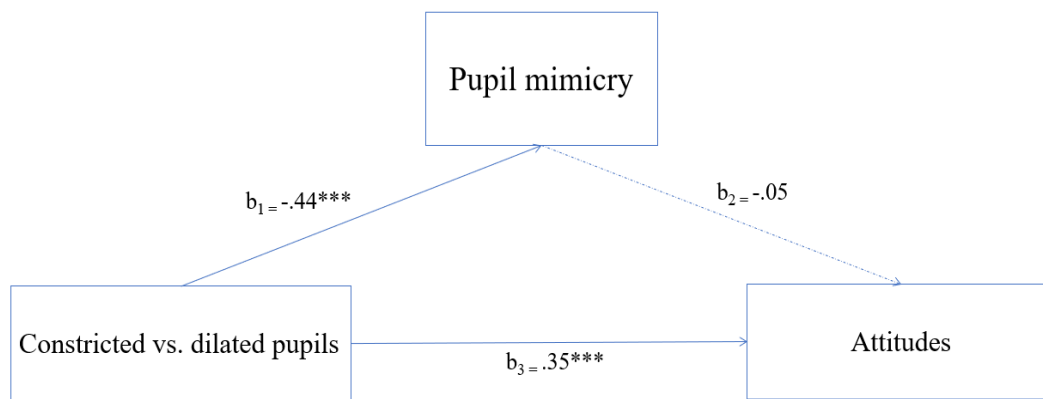 Pupil mimicry
b₁ = -.44***
b₂ = -.05
Constricted vs. dilated pupils
Attitudes
b₃ = .35***